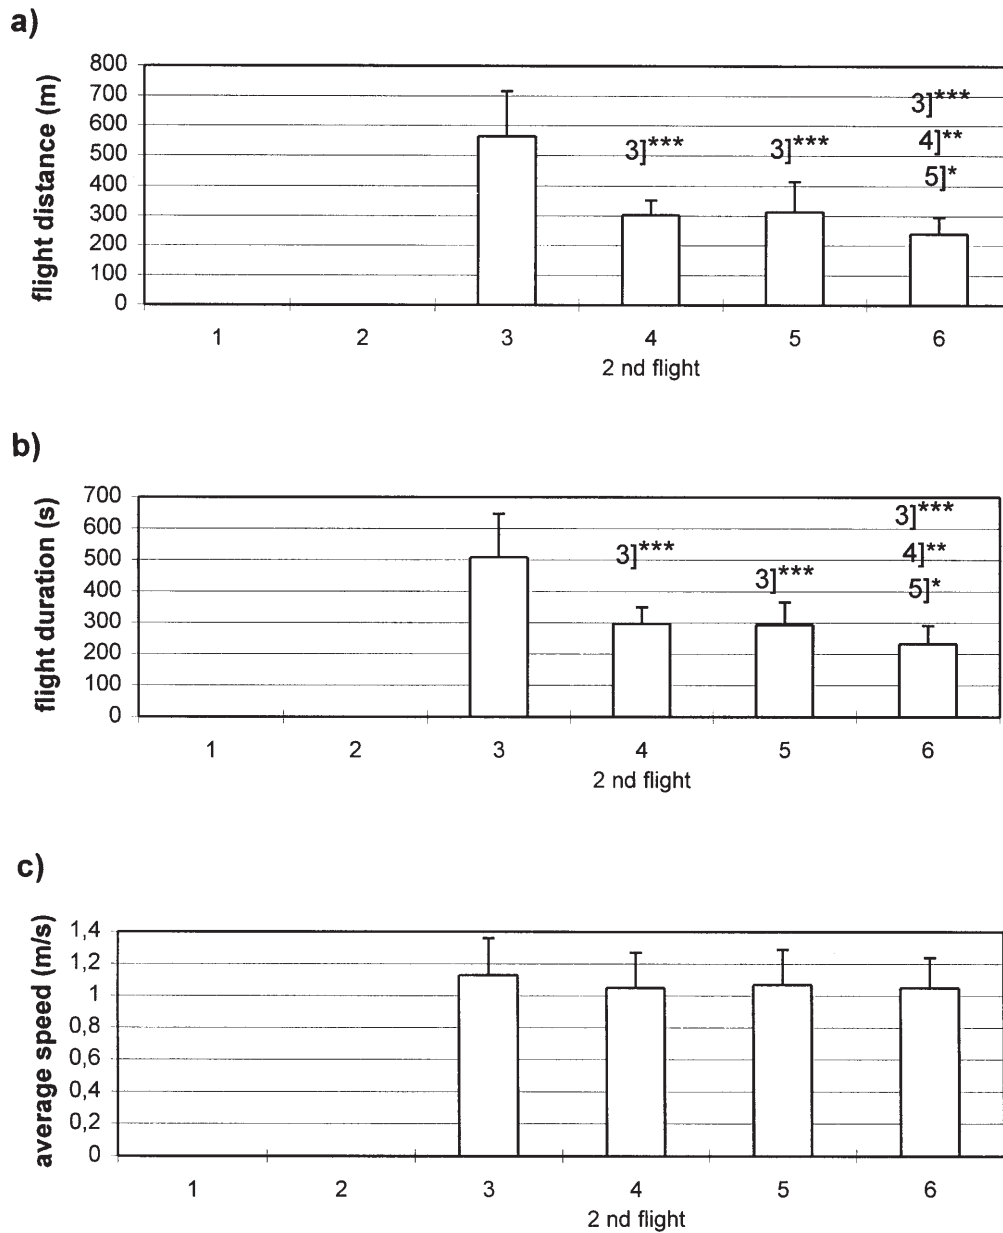 a)
flight distance (m)
800
700
600
500
400
300
200
100
0
3]***
3]***
3]***
4]**
5]*
1 2 3 4 5 6
2 nd flight
b)
flight duration (s)
700
600
500
400
300
200
100
0
3]***
3]***
3]***
4]**
5]*
1 2 3 4 5 6
2 nd flight
c)
average speed (m/s)
1,4
1,2
1
0,8
0,6
0,4
0,2
0
1 2 3 4 5 6
2 nd flight